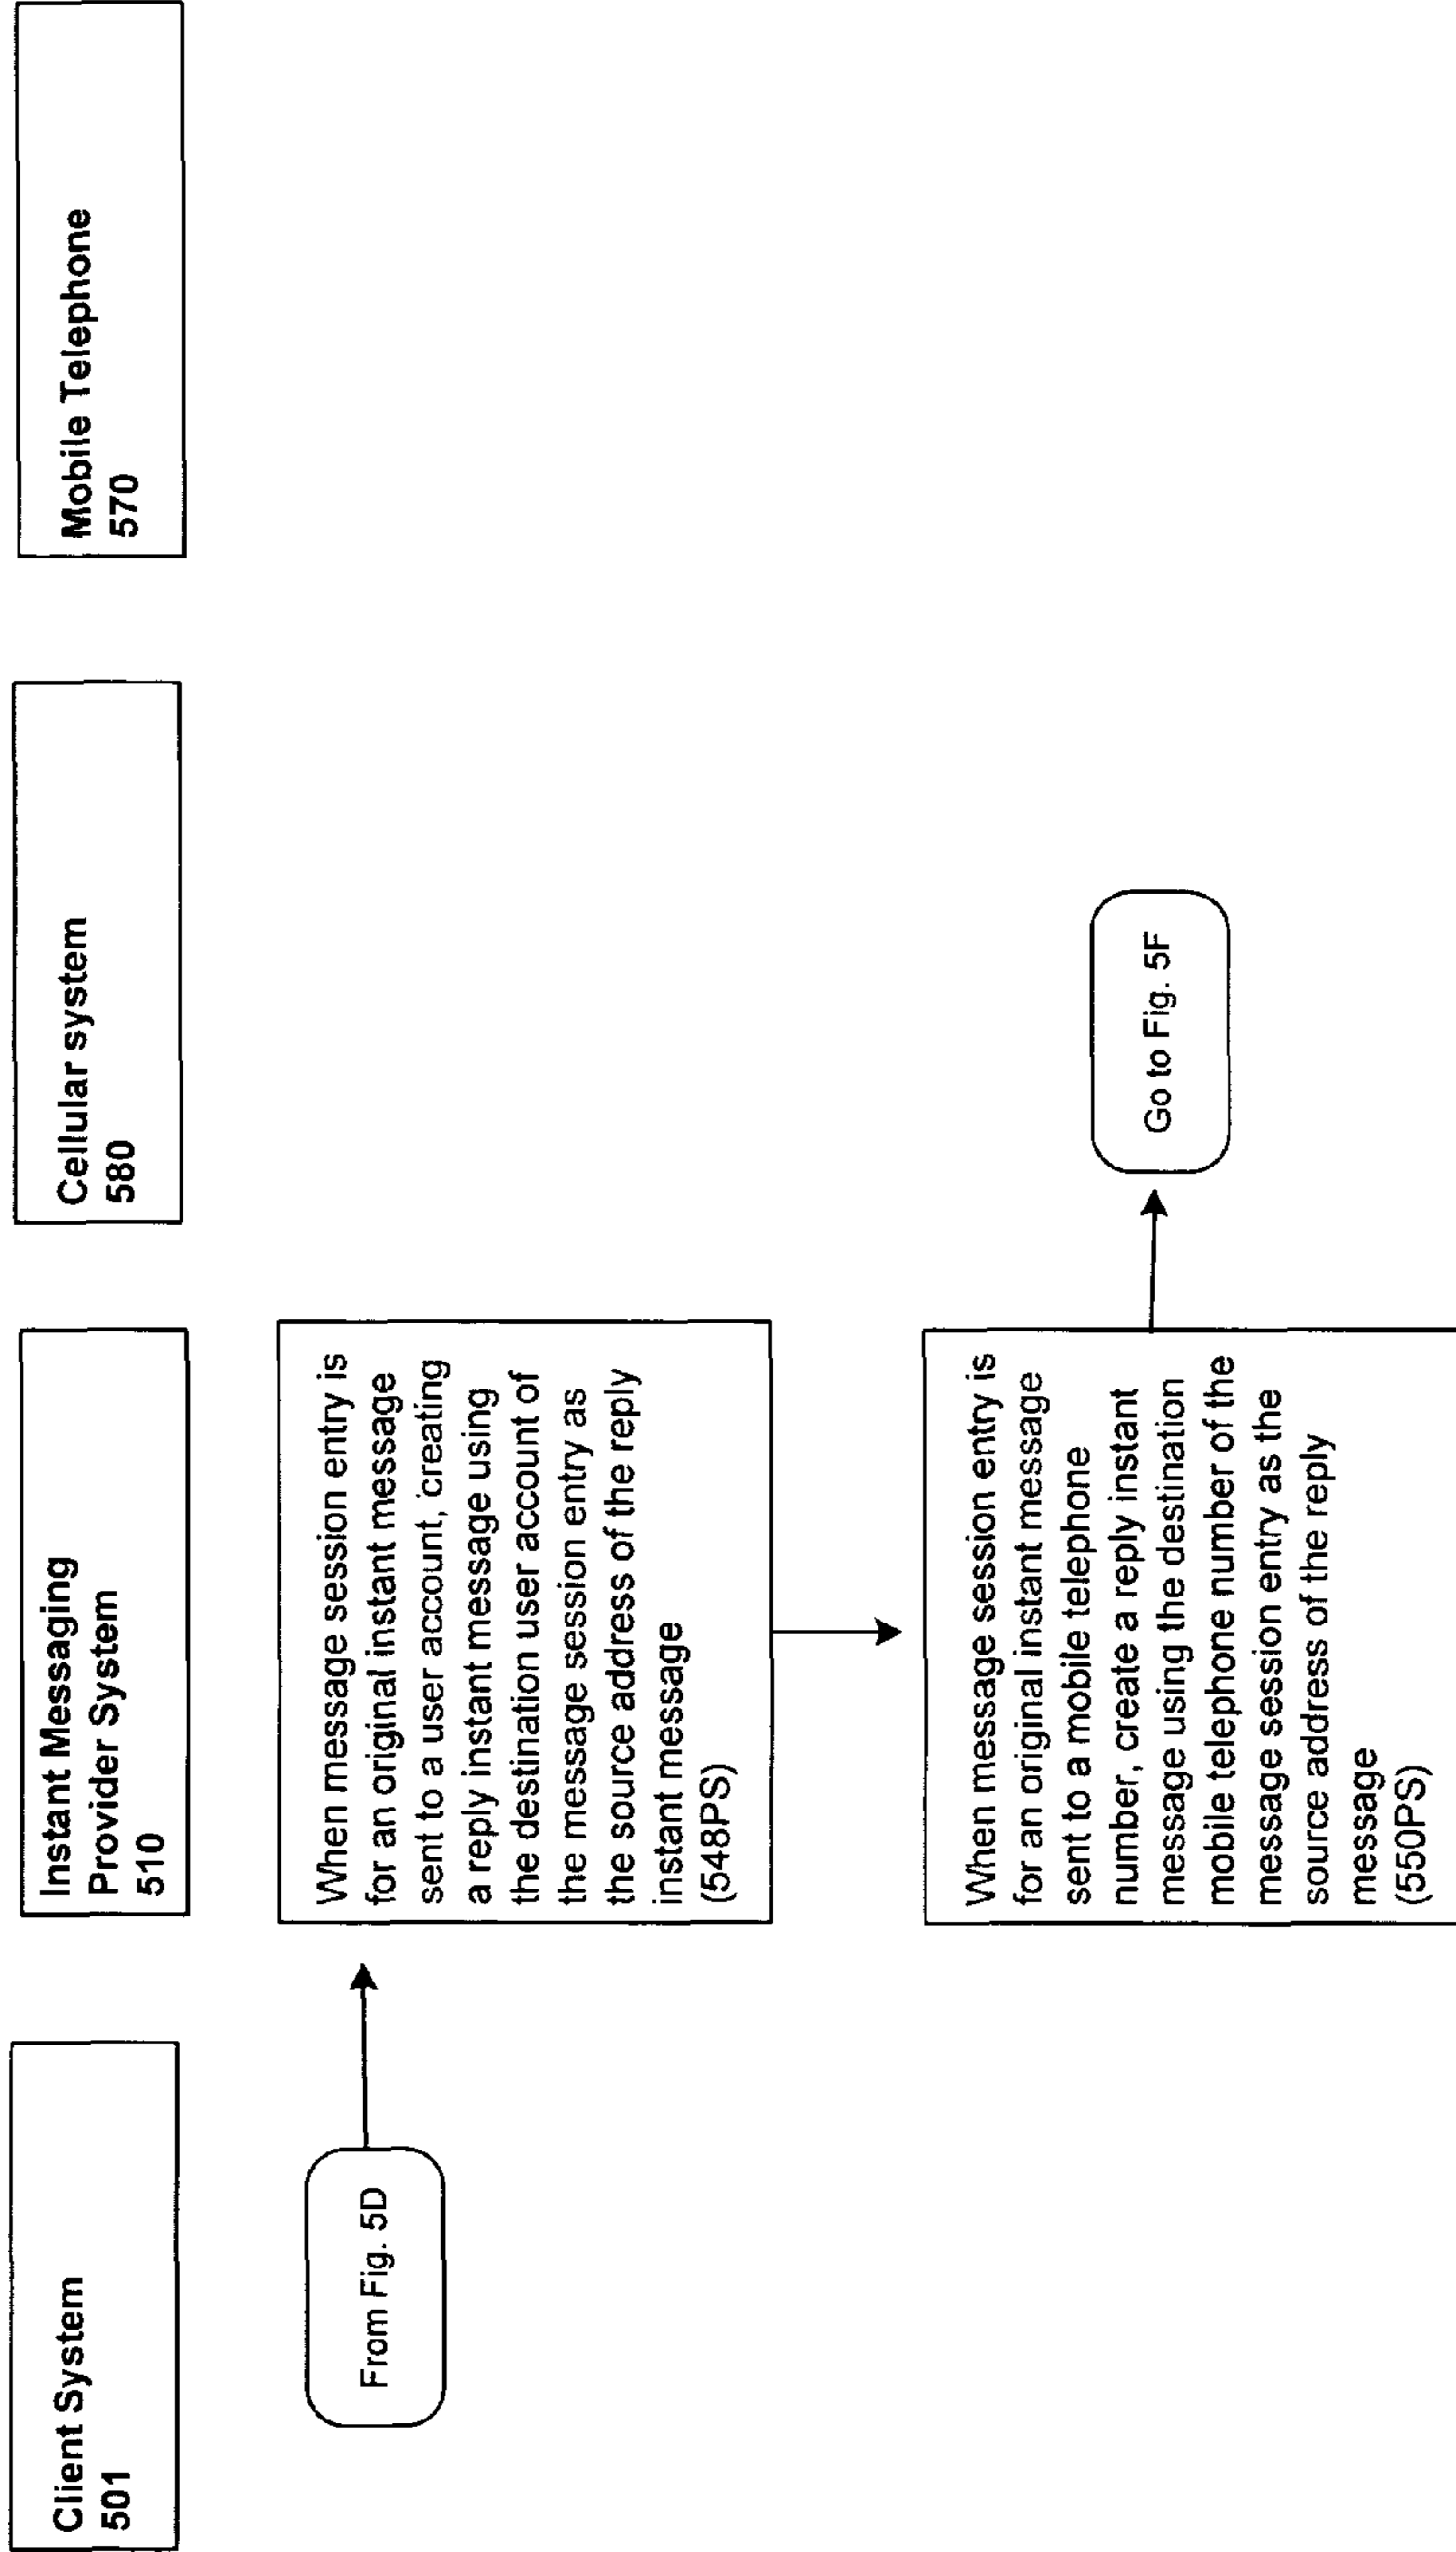 Client System
501
Instant Messaging
Provider System
510
Cellular system
580
Mobile Telephone
570
From Fig. 5D
When message session entry is
for an original instant message
sent to a user account, creating
a reply instant message using
the destination user account of
the message session entry as
the source address of the reply
instant message
(548PS)
When message session entry is
for an original instant message
sent to a mobile telephone
number, create a reply instant
message using the destination
mobile telephone number of the
message session entry as the
source address of the reply
message
(550PS)
Go to Fig. 5F